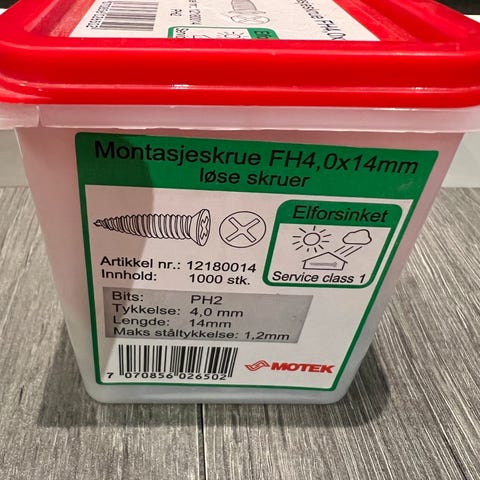 Montasjeskrue FH4,0x14mm
løse skruer
Elforsinket
Service class 1
Artikkel nr.: 12180014
Innhold: 1000 stk.
Bits: PH2
Tykkelse: 4,0 mm
Lengde: 14mm
Maks ståltykkelse: 1,2mm
MOTEK
7 070856 026502